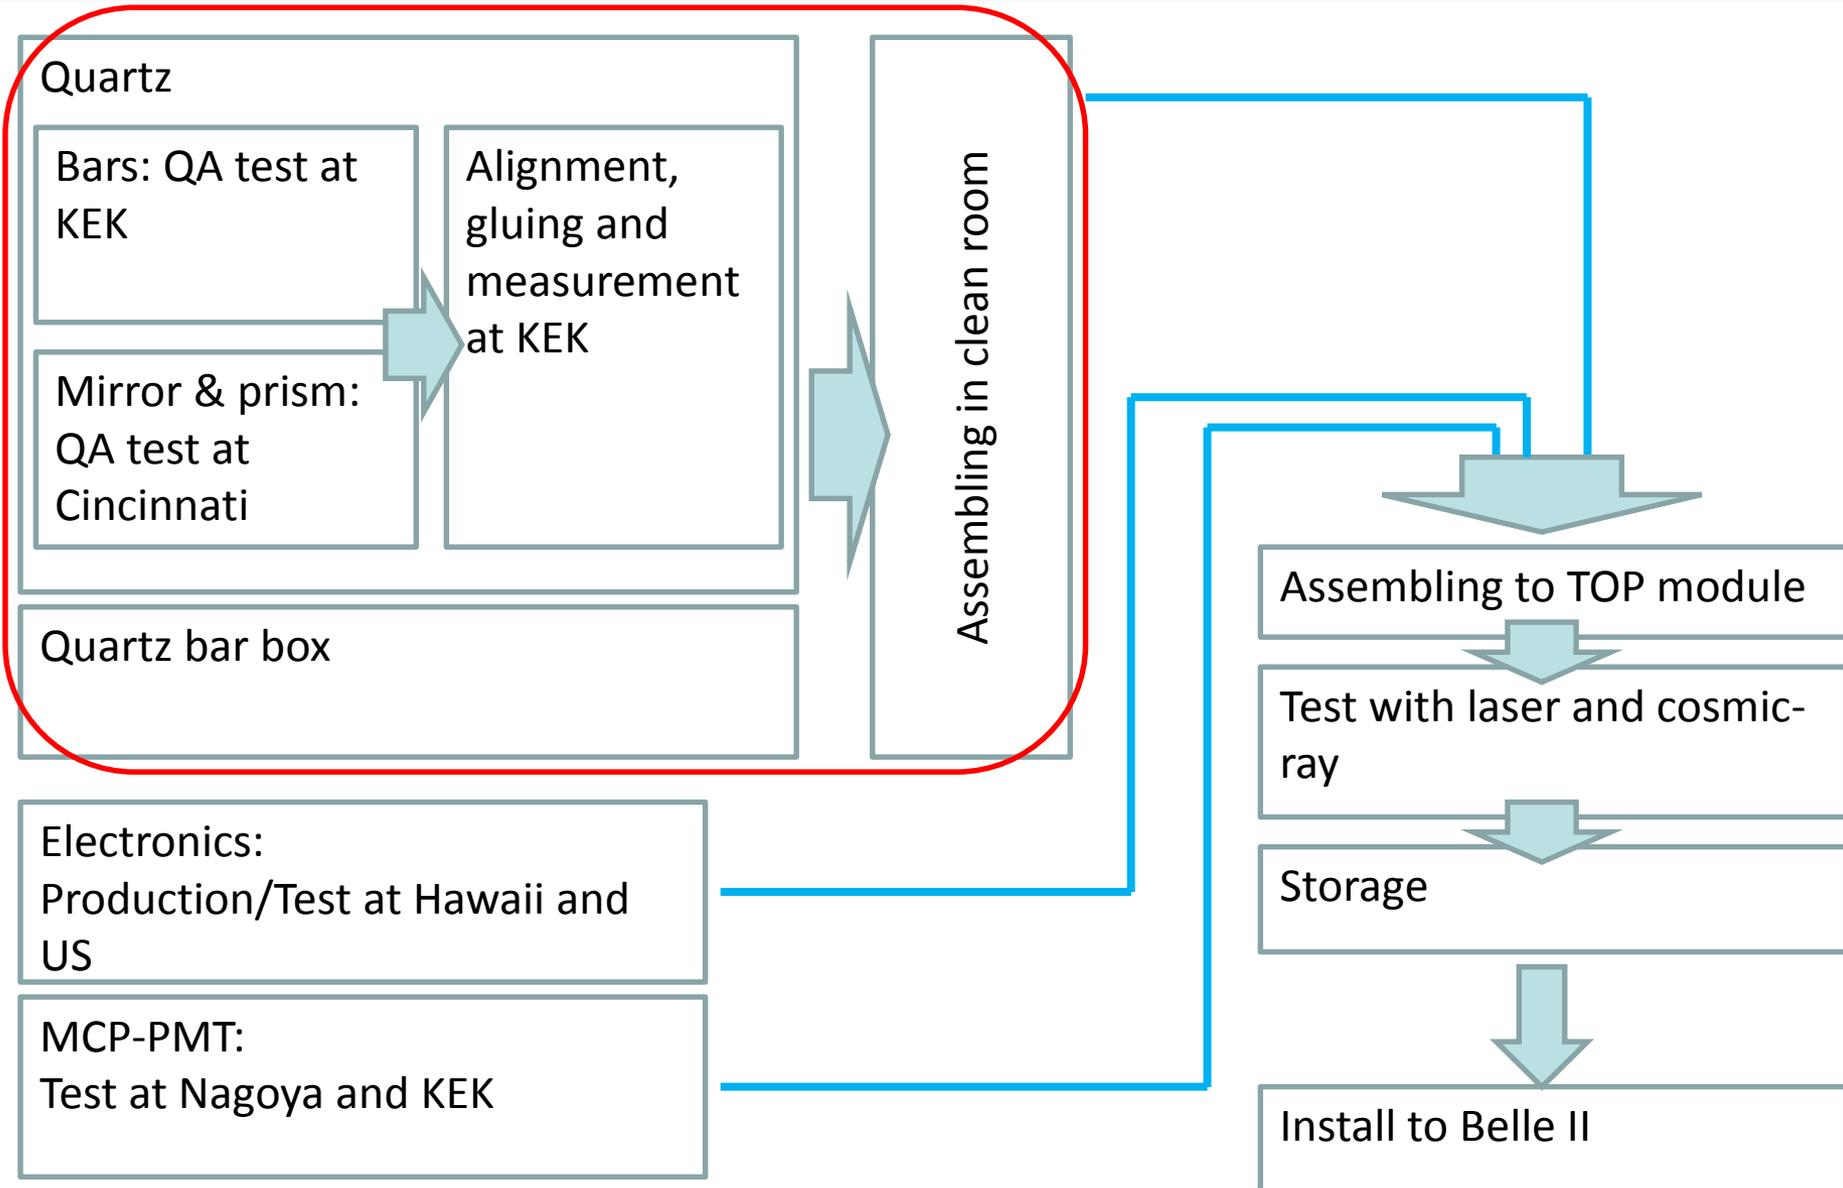 Quartz
Bars: QA test at
KEK
Mirror & prism:
QA test at
Cincinnati
Alignment,
gluing and
measurement
at KEK
Quartz bar box
Assembling in clean room
Electronics:
Production/Test at Hawaii and
US
MCP-PMT:
Test at Nagoya and KEK
Assembling to TOP module
Test with laser and cosmic-
ray
Storage
Install to Belle II